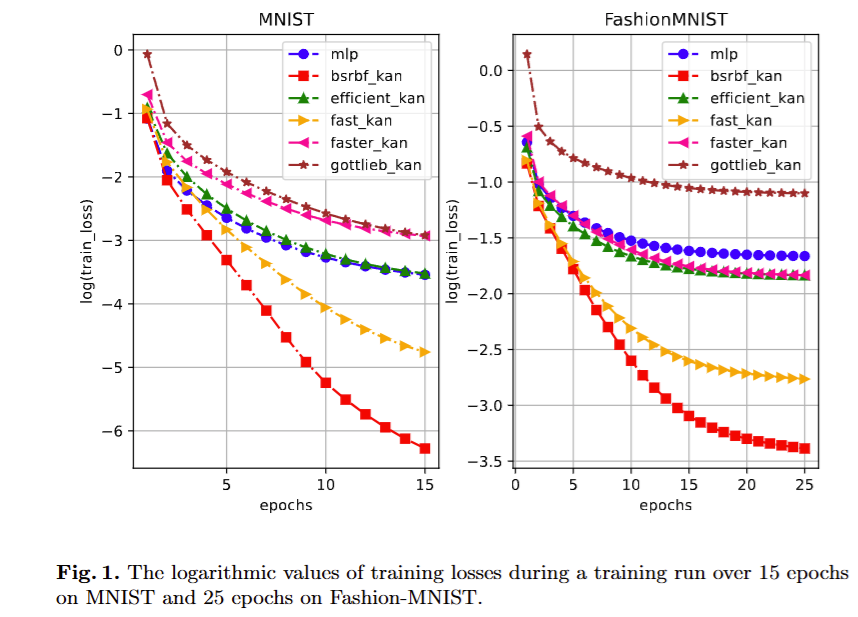 MNIST
FashionMNIST
0
−1
−2
−3
−4
−5
−6
log(train_loss)
5
10
15
epochs
mlp
bsrbf_kan
efficient_kan
fast_kan
faster_kan
gottlieb_kan
0.0
−0.5
−1.0
−1.5
−2.0
−2.5
−3.0
−3.5
log(train_loss)
0
5
10
15
20
25
epochs
mlp
bsrbf_kan
efficient_kan
fast_kan
faster_kan
gottlieb_kan
Fig. 1. The logarithmic values of training losses during a training run over 15 epochs
on MNIST and 25 epochs on Fashion-MNIST.